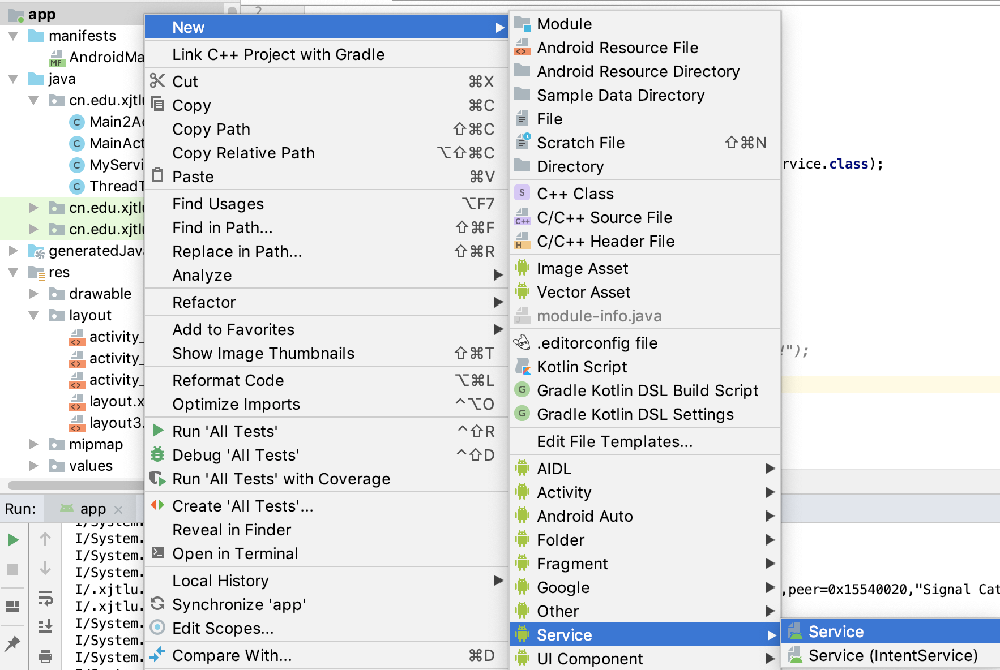 app
manifests
AndroidMa
java
cn.edu.xjtlu
Main2Ac
MainAct
MyServi
ThreadT
cn.edu.xjtlu
cn.edu.xjtlu
generatedJava
res
drawable
layout
activity_
activity_
activity_
layout.x
layout3.
mipmap
values
2
New
Link C++ Project with Gradle
Cut ⌘X
Copy ⌘C
Copy Path ⇧⌘C
Copy Relative Path ⌥⇧⌘C
Paste ⌘V
Find Usages ⌥F7
Find in Path... ⇧⌘F
Replace in Path... ⇧⌘R
Analyze
Refactor
Add to Favorites
Show Image Thumbnails ⇧⌘T
Reformat Code ⌥⌘L
Optimize Imports ^⌥O
Run 'All Tests' ^⇧R
Debug 'All Tests' ^⇧D
Run 'All Tests' with Coverage
Create 'All Tests'...
Reveal in Finder
Open in Terminal
Local History
Synchronize 'app'
Edit Scopes...
Compare With... ⌘D
Module
Android Resource File
Android Resource Directory
Sample Data Directory
File
Scratch File ⇧⌘N
Directory
C++ Class
C/C++ Source File
C/C++ Header File
Image Asset
Vector Asset
module-info.java
.editorconfig file
Kotlin Script
Gradle Kotlin DSL Build Script
Gradle Kotlin DSL Settings
Edit File Templates...
AIDL
Activity
Android Auto
Folder
Fragment
Google
Other
Service
UI Component
Service
Service (IntentService)
rvice.class);
!");
,peer=0x15540020,"Signal Cat
Run: app
I/System.
I/System.
I/System.
I/System.
I/.xjtlu.
I/.xjtlu.
I/System.
I/System.
I/System.